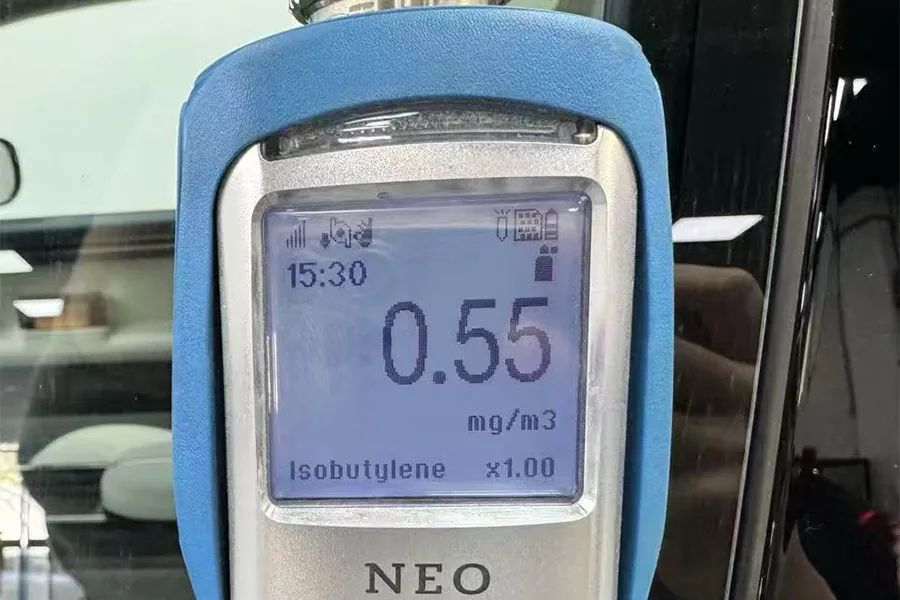 15:30
0.55
mg/m3
Isobutylene x1.00
NEO